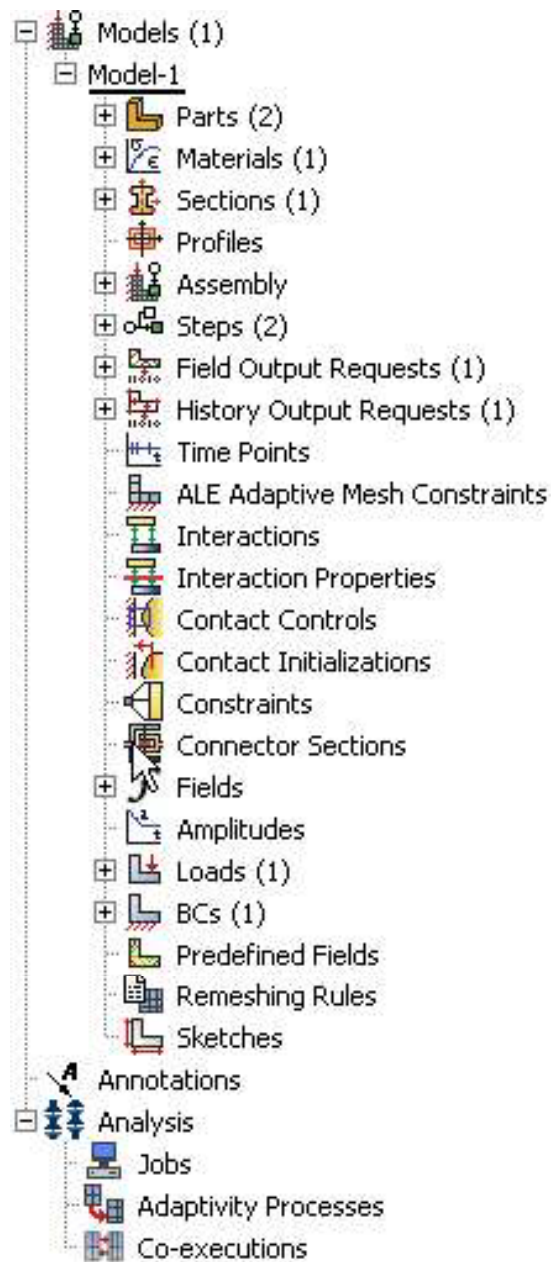 Models (1)
Model-1
Parts (2)
Materials (1)
Sections (1)
Profiles
Assembly
Steps (2)
Field Output Requests (1)
History Output Requests (1)
Time Points
ALE Adaptive Mesh Constraints
Interactions
Interaction Properties
Contact Controls
Contact Initializations
Constraints
Connector Sections
Fields
Amplitudes
Loads (1)
BCs (1)
Predefined Fields
Remeshing Rules
Sketches
Annotations
Analysis
Jobs
Adaptivity Processes
Co-executions